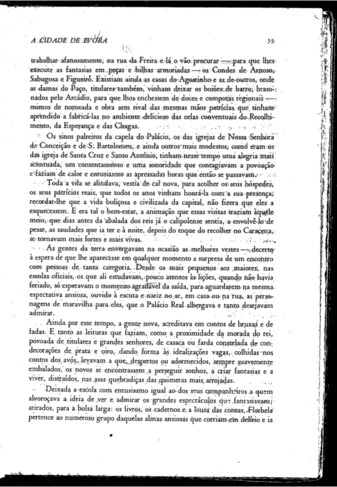 A CIDADE DE ÉVORA 55
trabalhar afanosamente, na rua da Freira e lá o vão procurar — para que lhes
execute as fantasias em peças e bilhas armoriadas — os Condes de Arnoso,
Sabugosa e Figueiró. Existiam ainda as casas do Agostinho e as de outros, onde
as damas do Paço, titulares também, vinham deixar os boiões de barro, braso-
nados pelo Arcádio, para que lhos enchessem de doces e compotas regionais —
mimos de nomeada e obra sem rival das mesmas mãos patrícias que tinham
aprendido a fabricá-las no ambiente delicioso das celas conventuais do Recolhi-
mento, da Esperança e das Chagas.
Os sinos palreiros da capela do Palácio, os das igrejas de Nossa Senhora
da Conceição e de S. Bartolomeu, e ainda outros mais modestos, como eram os
das igreja de Santa Cruz e Santo António, tinham nesse tempo uma alegria mais
acentuada, um contentamento e uma sonoridade que contagiavam a povoação
e faziam de calor e entusiasmo as apressadas horas que então se passavam.
Toda a vila se alindava, vestia de cal nova, para acolher os seus hóspedes,
os seus patrícios reais, que todos os anos vinham honrá-la com a sua presença;
recordar-lhe que a vida buliçosa e civilizada da capital, não fizera que eles a
esquecessem. E era tal o bem-estar, a animação que essas visitas traziam àquele
meio, que dias antes da abalada dos reis já o calipolense sentia, a envolvê-lo de
pesar, as saudades que ia ter e à noite, depois do toque do recolher no Caracena,
se tornavam mais fortes e mais vivas.
As gentes da terra envergavam na ocasião as melhores vestes — decerto
à espera de que lhe aparecesse em qualquer momento a surpresa de um encontro
com pessoas de tanta categoria. Desde os mais pequenos aos maiores, nas
escolas oficiais, os que ali estudavam, pouco atentos às lições, quando não havia
feriado, só esperavam o momento agradável da saída, para aguardarem na mesma
expectativa ansiosa, ouvido à escuta e nariz no ar, em casa ou na rua, as perso-
nagens de maravilha para eles, que o Palácio Real albergava e tanto desejavam
admirar.
Ainda por esse tempo, a gente nova, acreditava em contos de bruxas e de
fadas. E tanto as leituras que faziam, como a proximidade da morada do rei,
povoada de titulares e grandes senhores, de casaca ou farda constelada de con-
decorações de prata e oiro, dando forma às idealizações vagas, colhidas nos
contos dos avós, levavam a que, despertos ou adormecidos, sempre suavemente
embalados, os novos se encontrassem a perseguir sonhos, a criar fantasias e a
viver, distraídos, nas asas quebradiças das quimeras mais arrojadas.
Deixada a escola com entusiasmo igual ao dos seus companheiros a quem
alvoroçava a ideia de ver e admirar os grandes espectáculos que fantasiavam;
atirados, para a bolsa larga: os livros, os cadernos e a lousa das contas, Florbela
pertence ao numeroso grupo daquelas almas ansiosas que corriam em delírio e ia